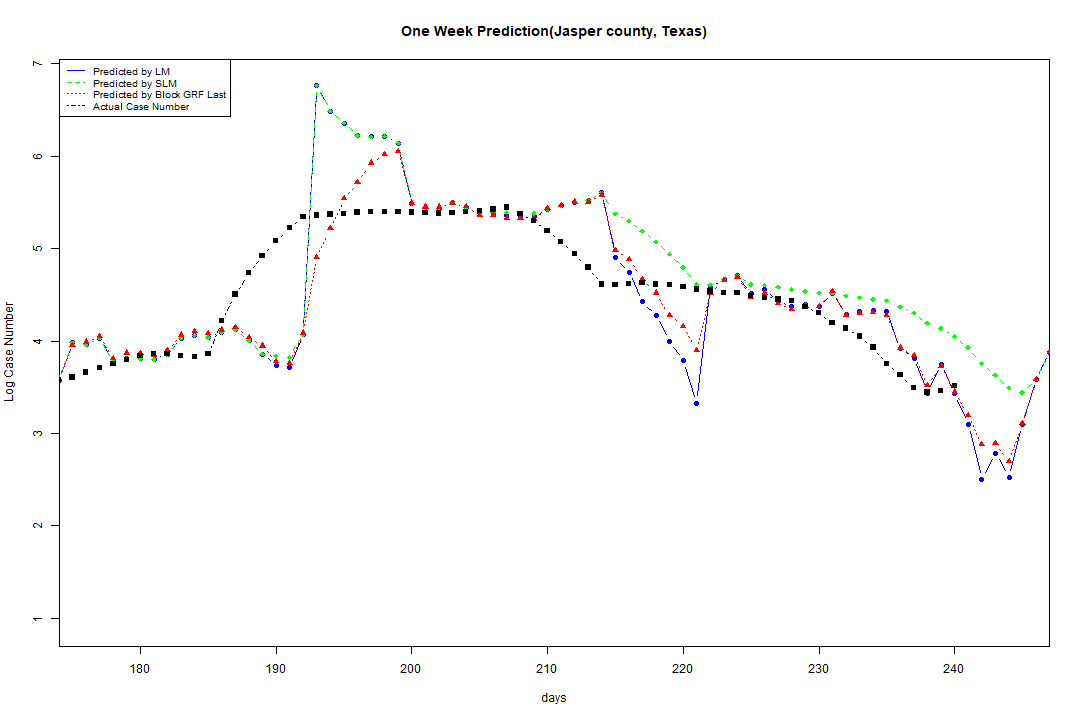 One Week Prediction(Jasper county, Texas)
Predicted by LM
Predicted by SLM
Predicted by Block GRF Last
Actual Case Number
7
6
5
4
3
2
1
Log Case Number
180 190 200 210 220 230 240
days